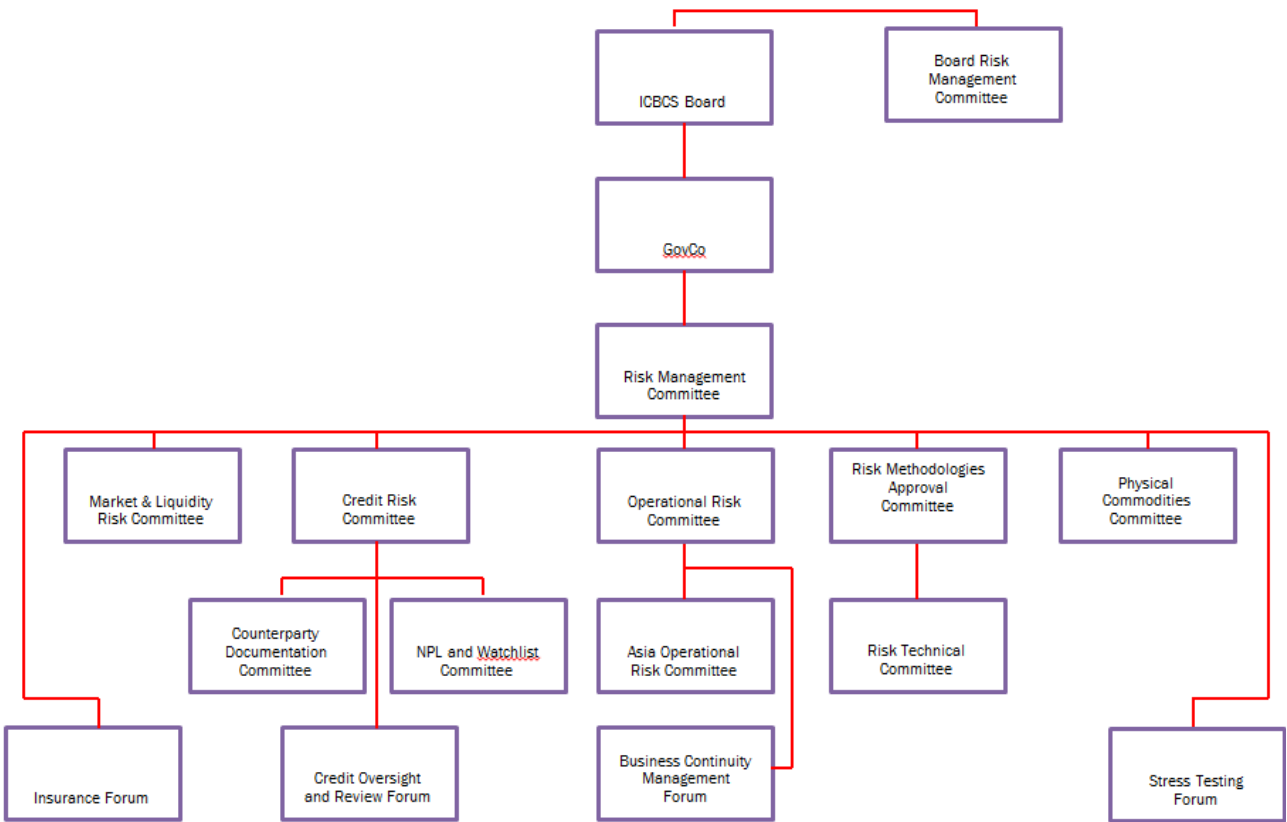 ICBCS Board
Board Risk
Management
Committee
GovCo
Risk Management
Committee
Market & Liquidity
Risk Committee
Credit Risk
Committee
Operational Risk
Committee
Risk Methodologies
Approval
Committee
Physical
Commodities
Committee
Counterparty
Documentation
Committee
NPL and Watchlist
Committee
Asia Operational
Risk Committee
Risk Technical
Committee
Insurance Forum
Credit Oversight
and Review Forum
Business Continuity
Management
Forum
Stress Testing
Forum